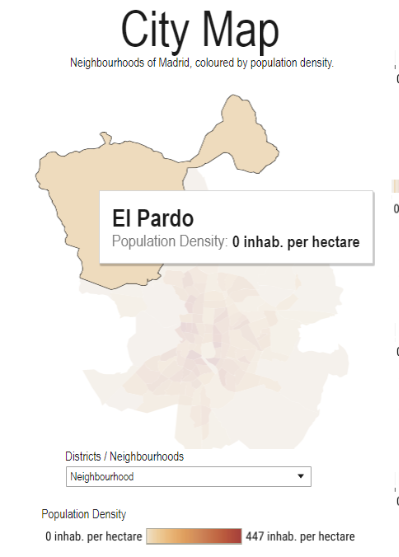 City Map
Neighbourhoods of Madrid, coloured by population density.
El Pardo
Population Density: 0 inhab. per hectare
Districts / Neighbourhoods
Neighbourhood
Population Density
0 inhab. per hectare
447 inhab. per hectare